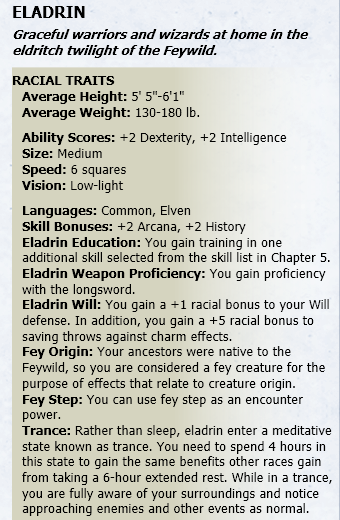 ELADRIN
Graceful warriors and wizards at home in the
eldritch twilight of the Feywild.
RACIAL TRAITS
Average Height: 5' 5"-6'1"
Average Weight: 130-180 lb.
Ability Scores: +2 Dexterity, +2 Intelligence
Size: Medium
Speed: 6 squares
Vision: Low-light
Languages: Common, Elven
Skill Bonuses: +2 Arcana, +2 History
Eladrin Education: You gain training in one
additional skill selected from the skill list in Chapter 5.
Eladrin Weapon Proficiency: You gain proficiency
with the longsword.
Eladrin Will: You gain a +1 racial bonus to your Will
defense. In addition, you gain a +5 racial bonus to
saving throws against charm effects.
Fey Origin: Your ancestors were native to the
Feywild, so you are considered a fey creature for the
purpose of effects that relate to creature origin.
Fey Step: You can use fey step as an encounter
power.
Trance: Rather than sleep, eladrin enter a meditative
state known as trance. You need to spend 4 hours in
this state to gain the same benefits other races gain
from taking a 6-hour extended rest. While in a trance,
you are fully aware of your surroundings and notice
approaching enemies and other events as normal.